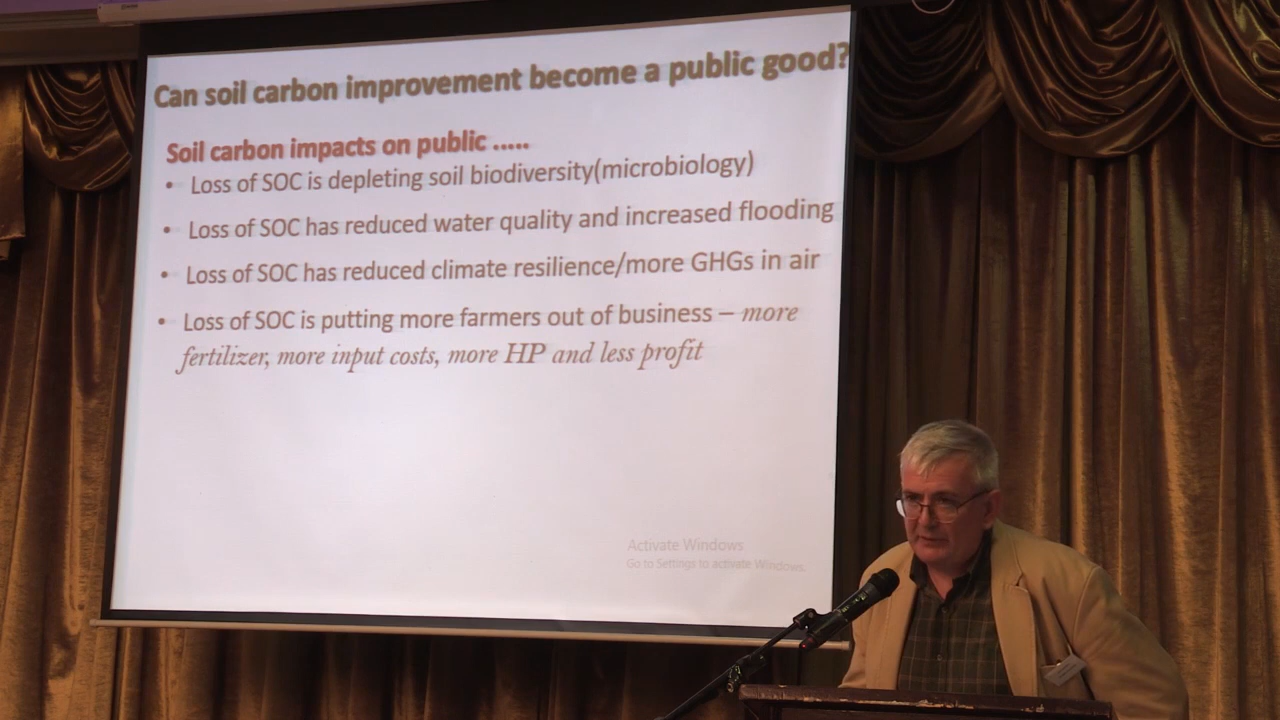 Can soil carbon improvement become a public good?
Soil carbon impacts on public .....
• Loss of SOC is depleting soil biodiversity(microbiology)
• Loss of SOC has reduced water quality and increased flooding
• Loss of SOC has reduced climate resilience/more GHGs in air
• Loss of SOC is putting more farmers out of business – more
fertilizer, more input costs, more HP and less profit
Activate Windows
Go to Settings to activate Windows.